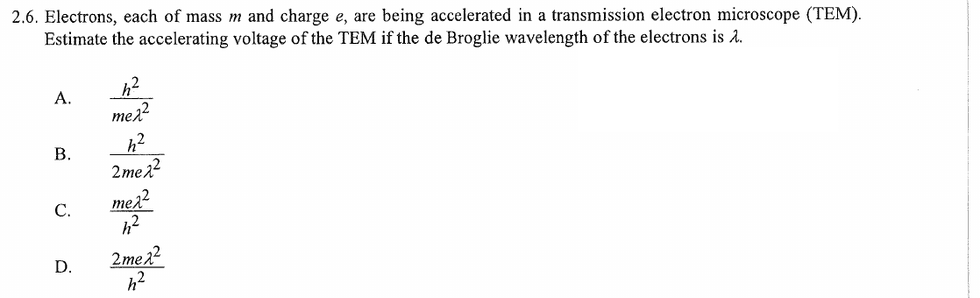 2.6. Electrons, each of mass m and charge e, are being accelerated in a transmission electron microscope (TEM).
Estimate the accelerating voltage of the TEM if the de Broglie wavelength of the electrons is λ.
A. h²/meλ²
B. h²/2meλ²
C. meλ²/h²
D. 2meλ²/h²